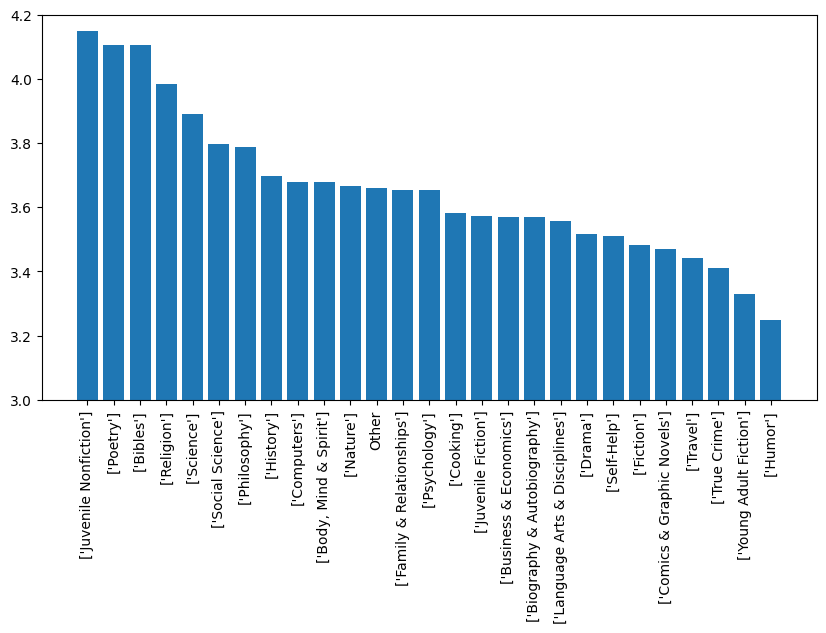 4.2
4.0
3.8
3.6
3.4
3.2
3.0
['Juvenile Nonfiction']
['Poetry']
['Bibles']
['Religion']
['Science']
['Social Science']
['Philosophy']
['History']
['Computers']
['Body, Mind & Spirit']
['Nature']
Other
['Family & Relationships']
['Psychology']
['Cooking']
['Juvenile Fiction']
['Business & Economics']
['Biography & Autobiography']
['Language Arts & Disciplines']
['Drama']
['Self-Help']
['Fiction']
['Comics & Graphic Novels']
['Travel']
['True Crime']
['Young Adult Fiction']
['Humor']